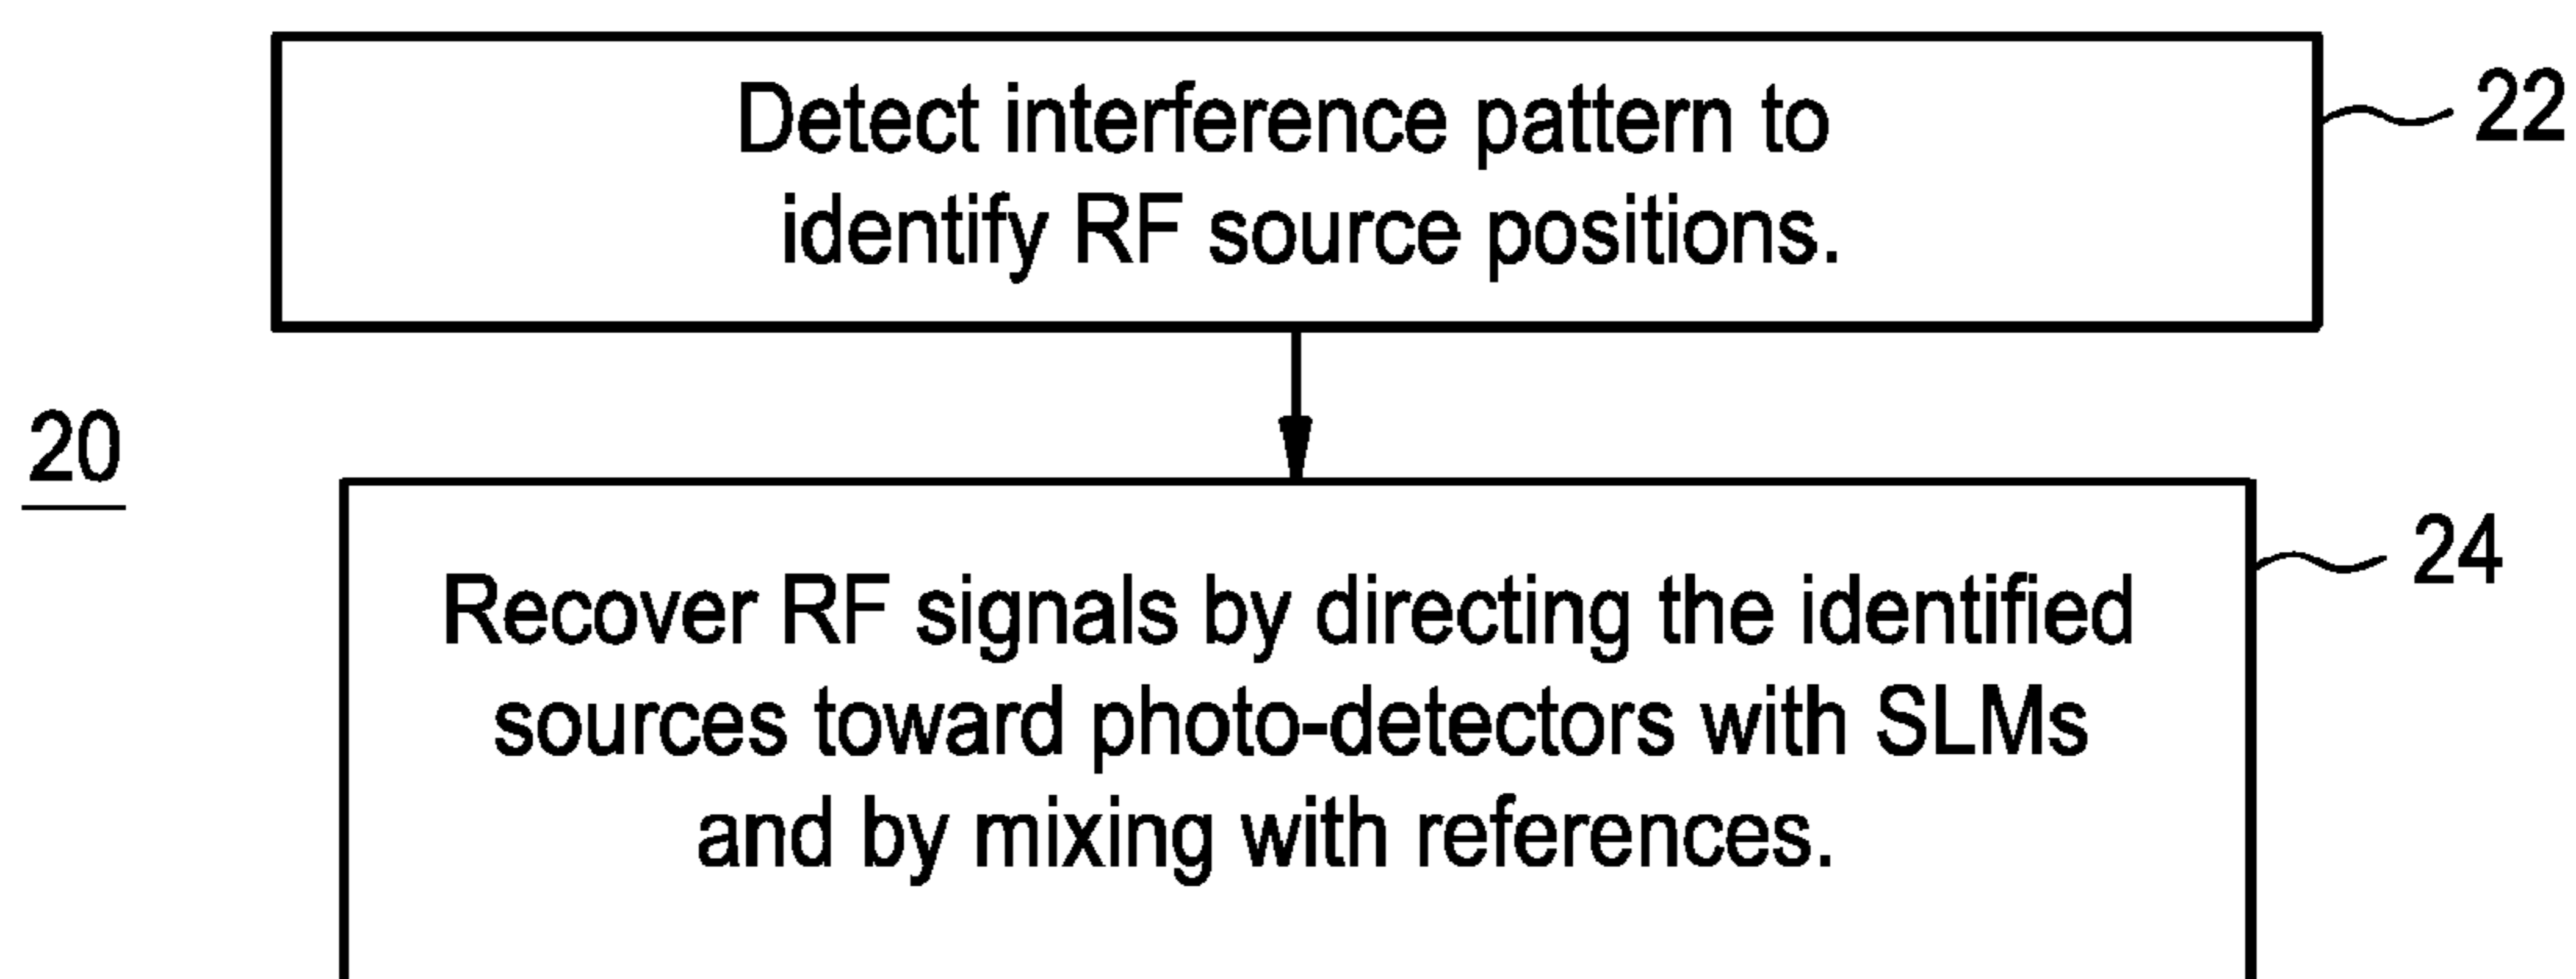 Detect interference pattern to
identify RF source positions.
22
20
Recover RF signals by directing the identified
sources toward photo-detectors with SLMs
and by mixing with references.
24